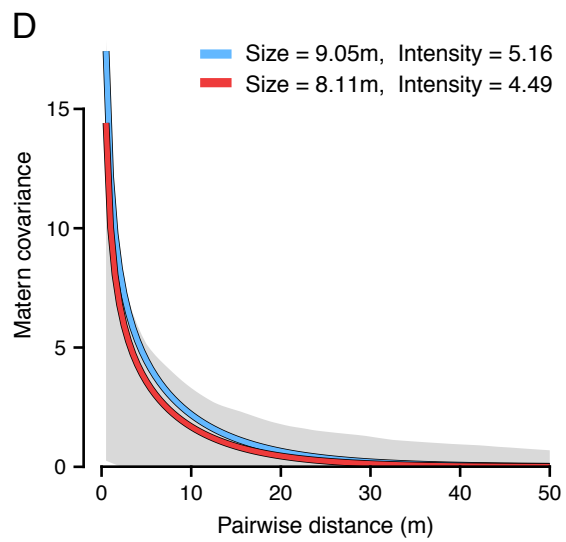 D
Size = 9.05m, Intensity = 5.16
Size = 8.11m, Intensity = 4.49
15
10
5
0
Matern covariance
0 10 20 30 40 50
Pairwise distance (m)